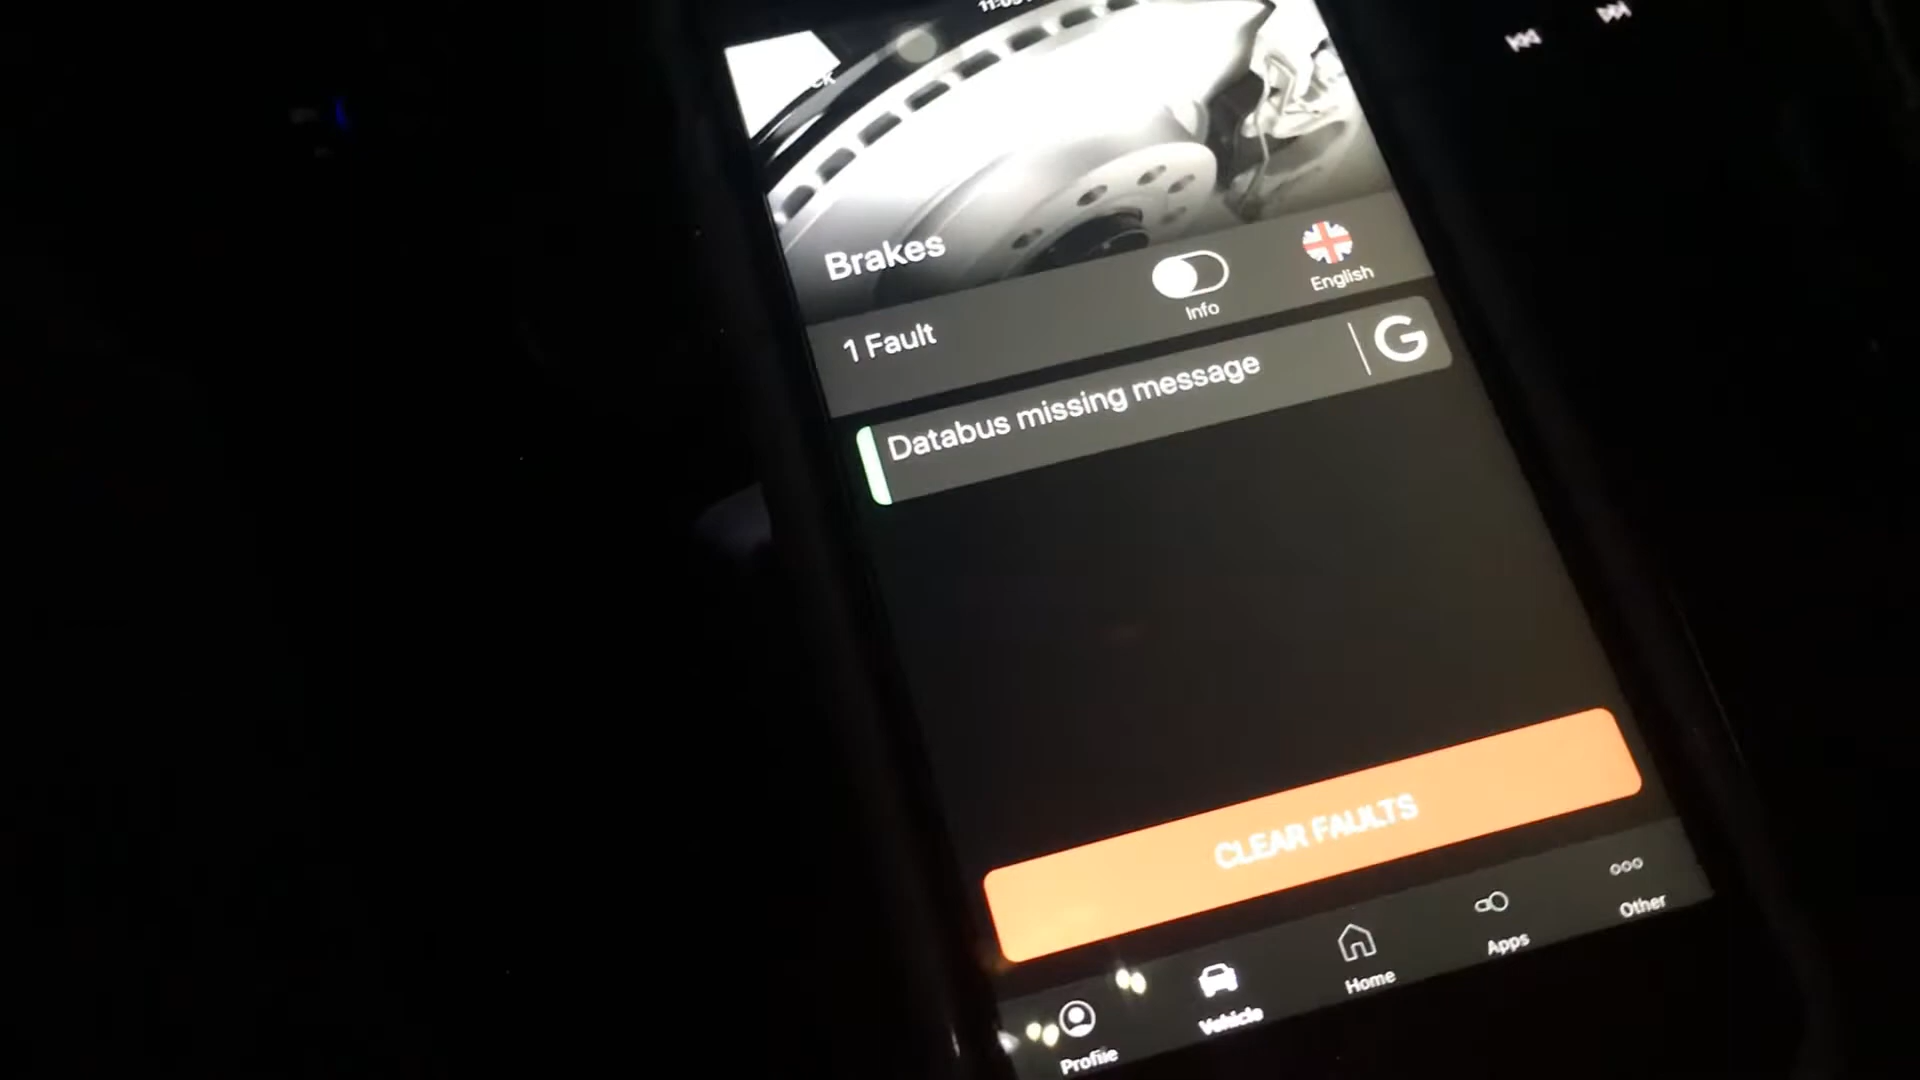 Brakes
Info
English
1 Fault
Databus missing message
G
CLEAR FAULTS
Profile
Vehicle
Home
Apps
Other